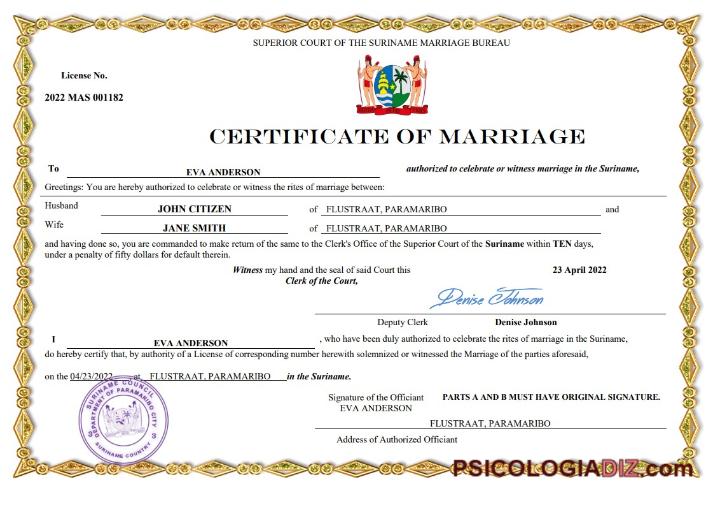 SUPERIOR COURT OF THE SURINAME MARRIAGE BUREAU
License No.
2022 MAS 001182
CERTIFICATE OF MARRIAGE
To EVA ANDERSON authorized to celebrate or witness marriage in the Suriname,
Greetings: You are hereby authorized to celebrate or witness the rites of marriage between:
Husband JOHN CITIZEN of FLUSTRAAT, PARAMARIBO and
Wife JANE SMITH of FLUSTRAAT, PARAMARIBO
and having done so, you are commanded to make return of the same to the Clerk's Office of the Superior Court of the Suriname within TEN days,
under a penalty of fifty dollars for default therein.
Witness my hand and the seal of said Court this 23 April 2022
Clerk of the Court,
Denise Johnson
Deputy Clerk Denise Johnson
I EVA ANDERSON , who have been duly authorized to celebrate the rites of marriage in the Suriname,
do hereby certify that, by authority of a License of corresponding number herewith solemnized or witnessed the Marriage of the parties aforesaid,
on the 04/23/2022 at FLUSTRAAT, PARAMARIBO in the Suriname.
SURINAME COUNCIL
DEPARTMENT OF PARAMARIBO CITY
SURINAME COUNTRY
Signature of the Officiant PARTS A AND B MUST HAVE ORIGINAL SIGNATURE.
EVA ANDERSON
FLUSTRAAT, PARAMARIBO
Address of Authorized Officiant
PSICOLOGIADIZ.com